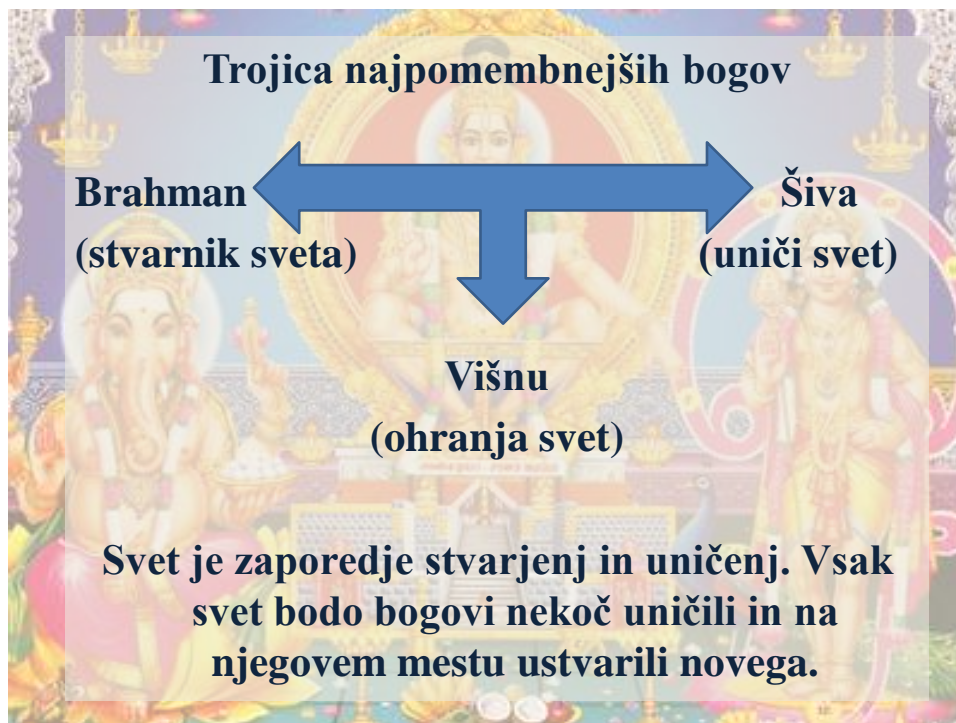 Trojica najpomembnejših bogov
Brahman
Šiva
(stvarnik sveta)
(uniči svet)
Višnu
(ohranja svet)
Svet je zaporedje stvarjenj in uničenj. Vsak
svet bodo bogovi nekoč uničili in na
njegovem mestu ustvarili novega.